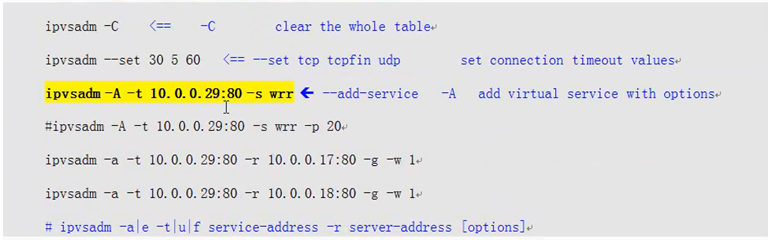 ipvsadm -C <== -C clear the whole table
ipvsadm --set 30 5 60 <== --set tcp tcpfin udp set connection timeout values
ipvsadm -A -t 10.0.0.29:80 -s wrr ← --add-service -A add virtual service with options
#ipvsadm -A -t 10.0.0.29:80 -s wrr -p 20
ipvsadm -a -t 10.0.0.29:80 -r 10.0.0.17:80 -g -w 1
ipvsadm -a -t 10.0.0.29:80 -r 10.0.0.18:80 -g -w 1
# ipvsadm -a|e -t|u|f service-address -r server-address [options]